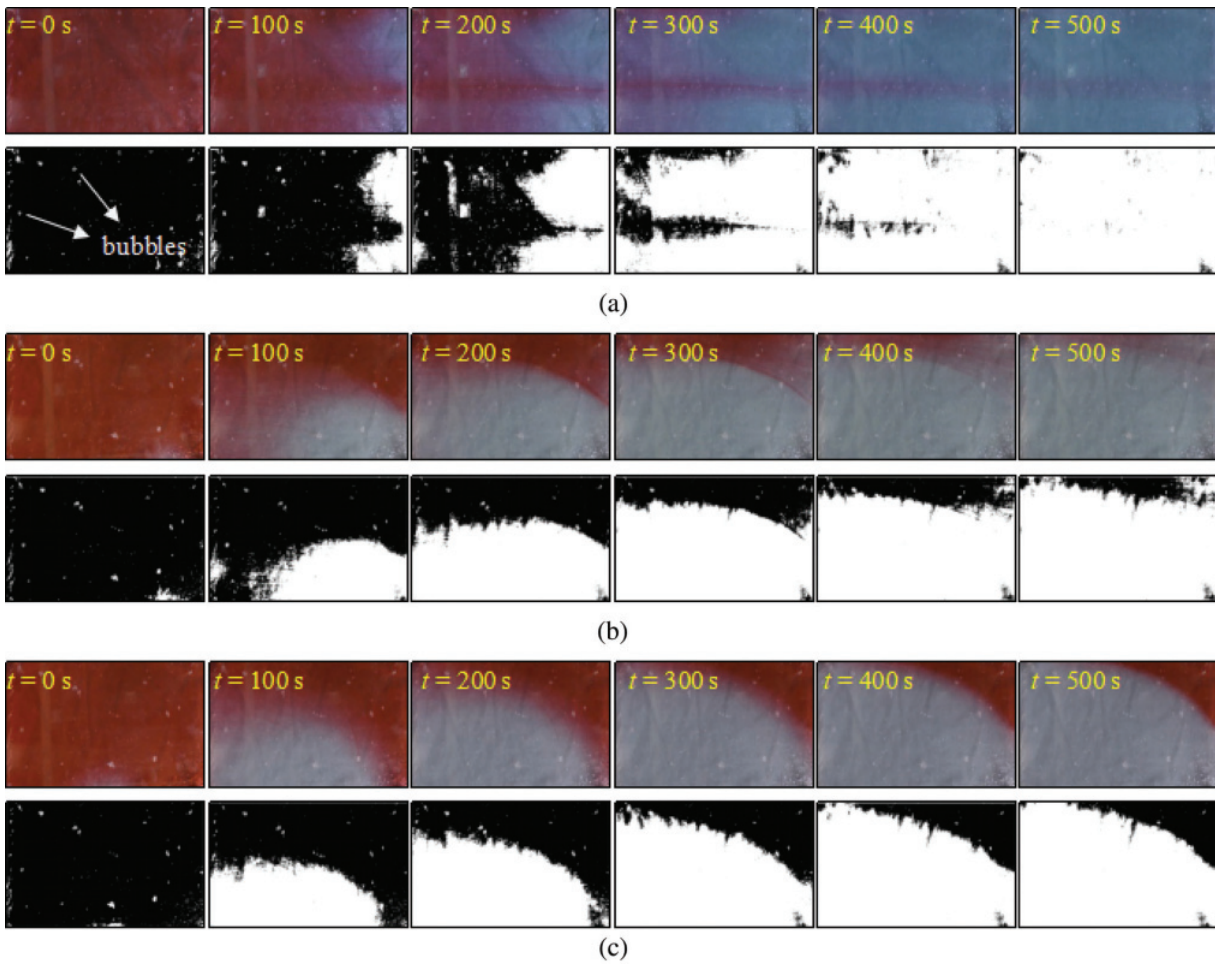 t = 0 s t = 100 s t = 200 s t = 300 s t = 400 s t = 500 s
bubbles
(a)
t = 0 s t = 100 s t = 200 s t = 300 s t = 400 s t = 500 s
(b)
t = 0 s t = 100 s t = 200 s t = 300 s t = 400 s t = 500 s
(c)